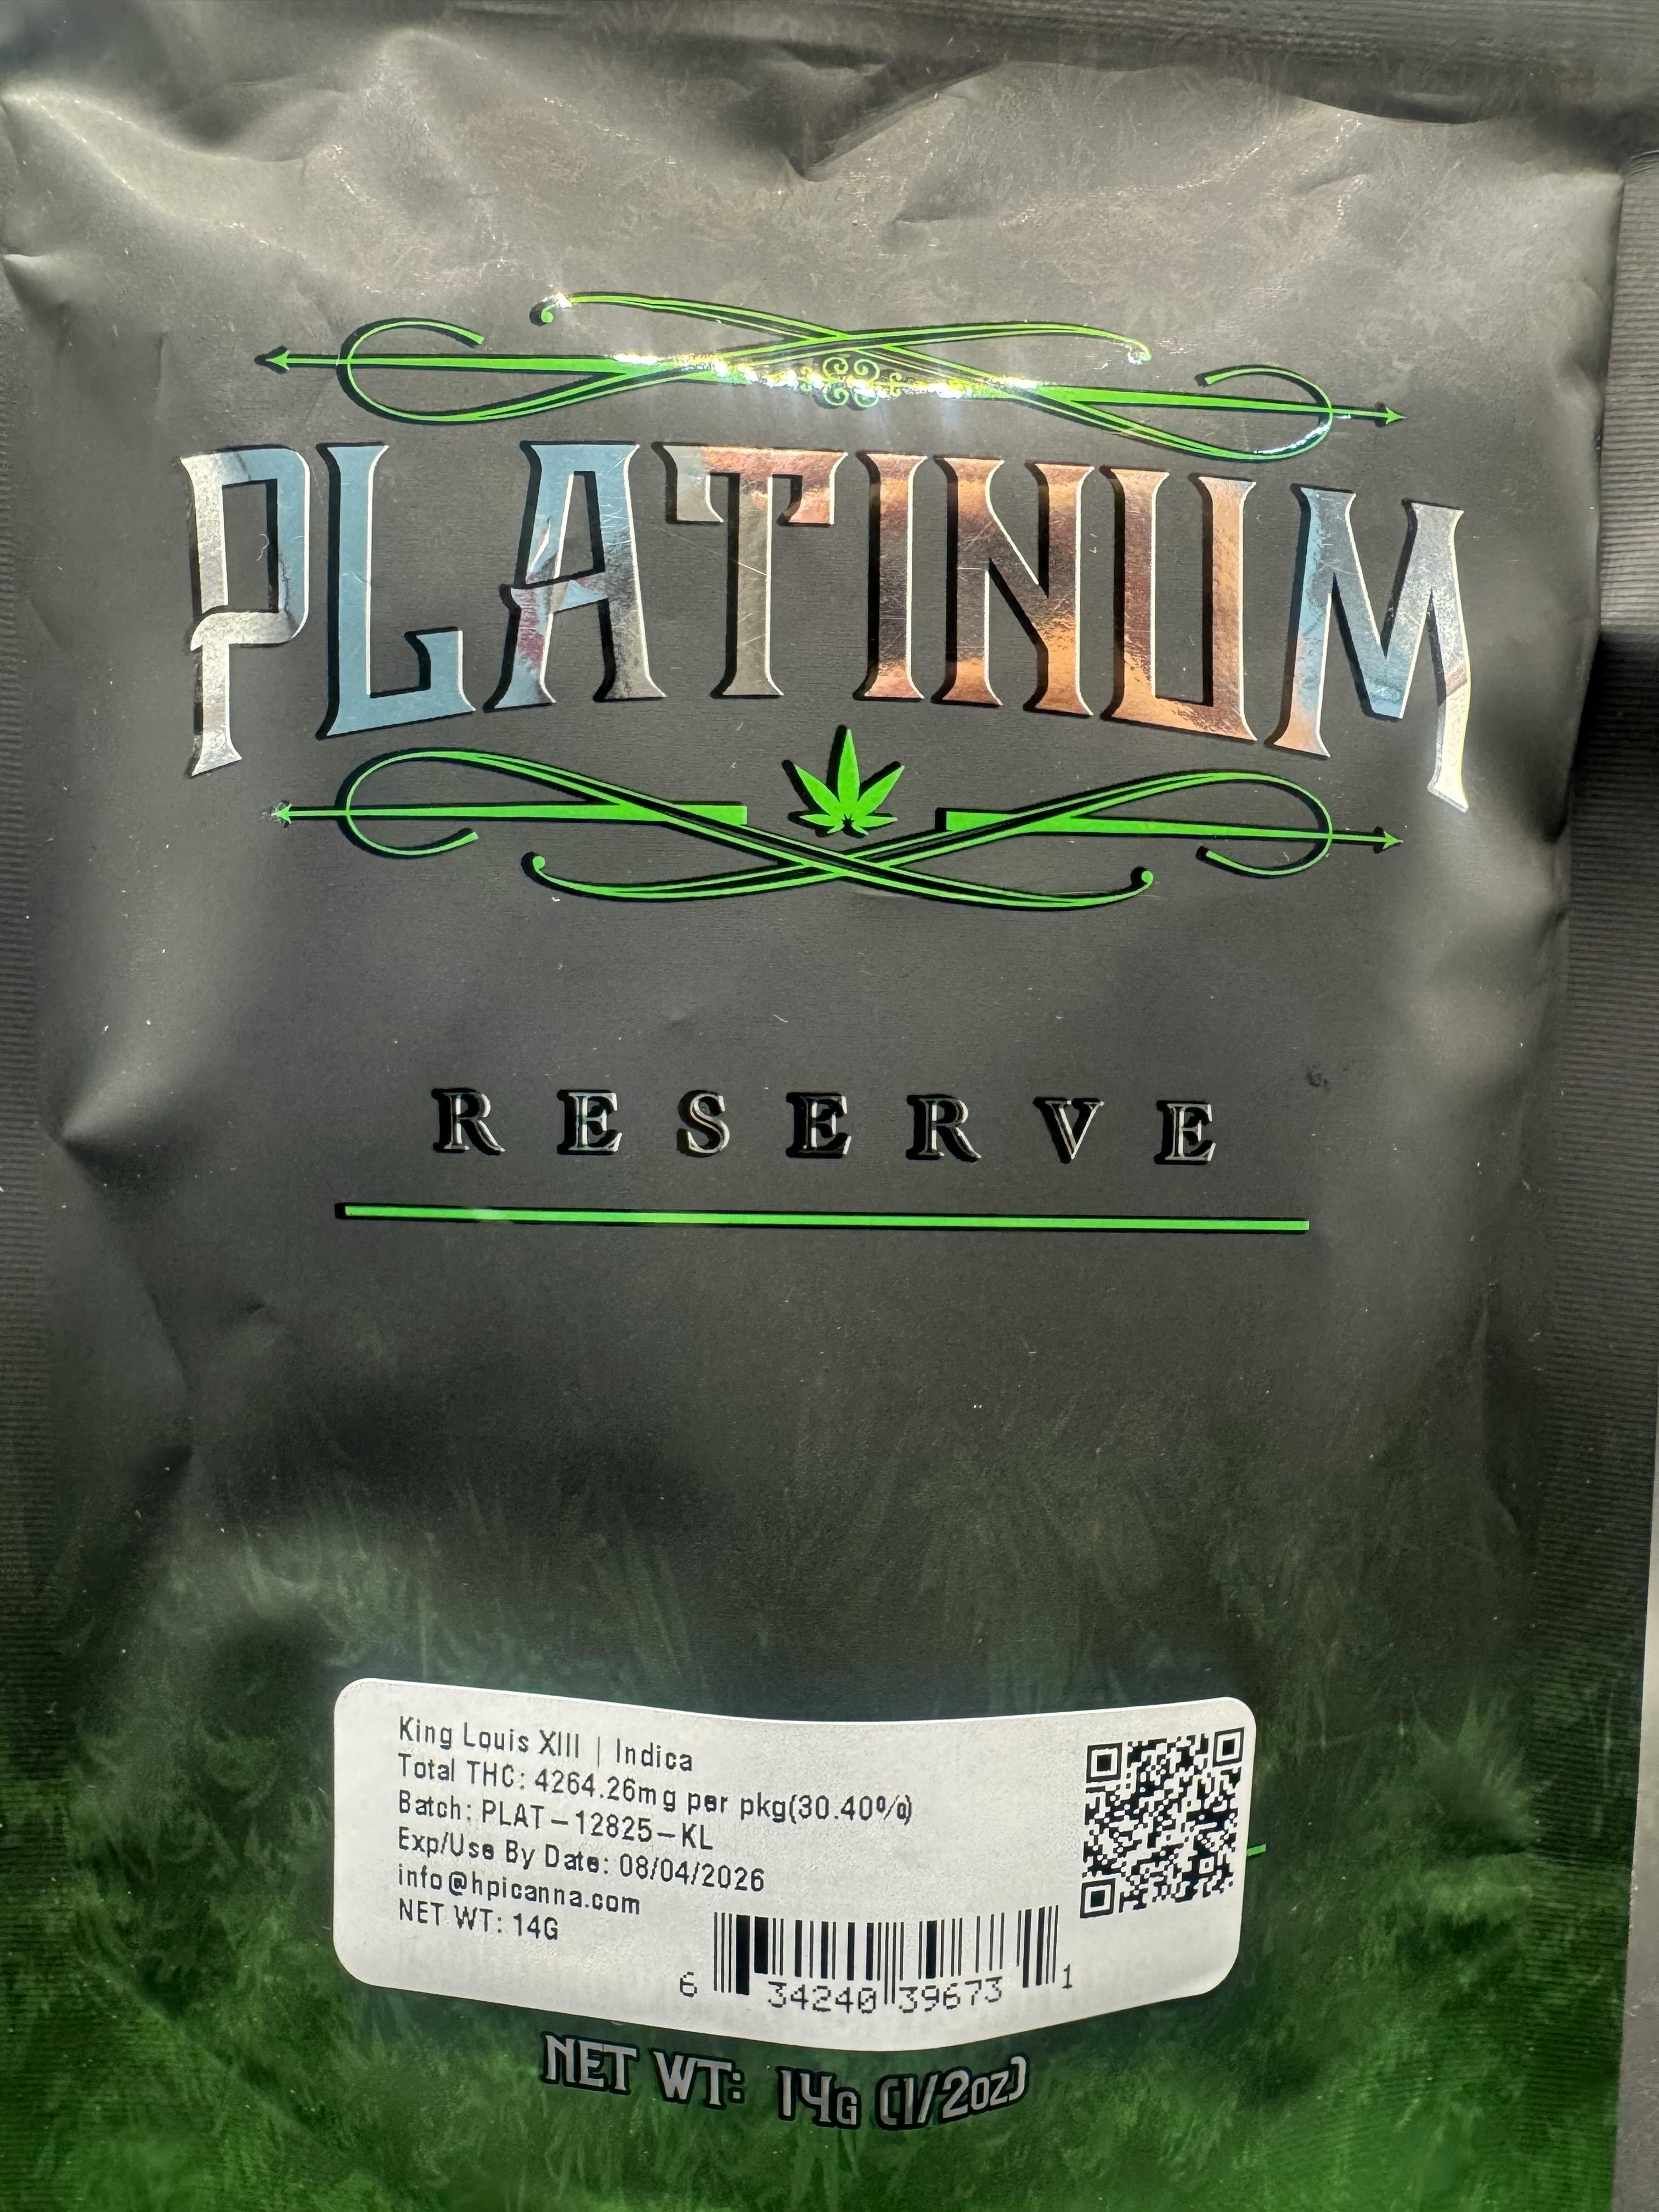 PLATINUM
RESERVE
King Louis XIII | Indica
Total THC: 4264.26mg per pkg(30.40%)
Batch: PLAT-12825-KL
Exp/Use By Date: 08/04/2026
info@hpicanna.com
NET WT: 14G
6 34240 39673 1
NET WT: 14G (1/2oz)